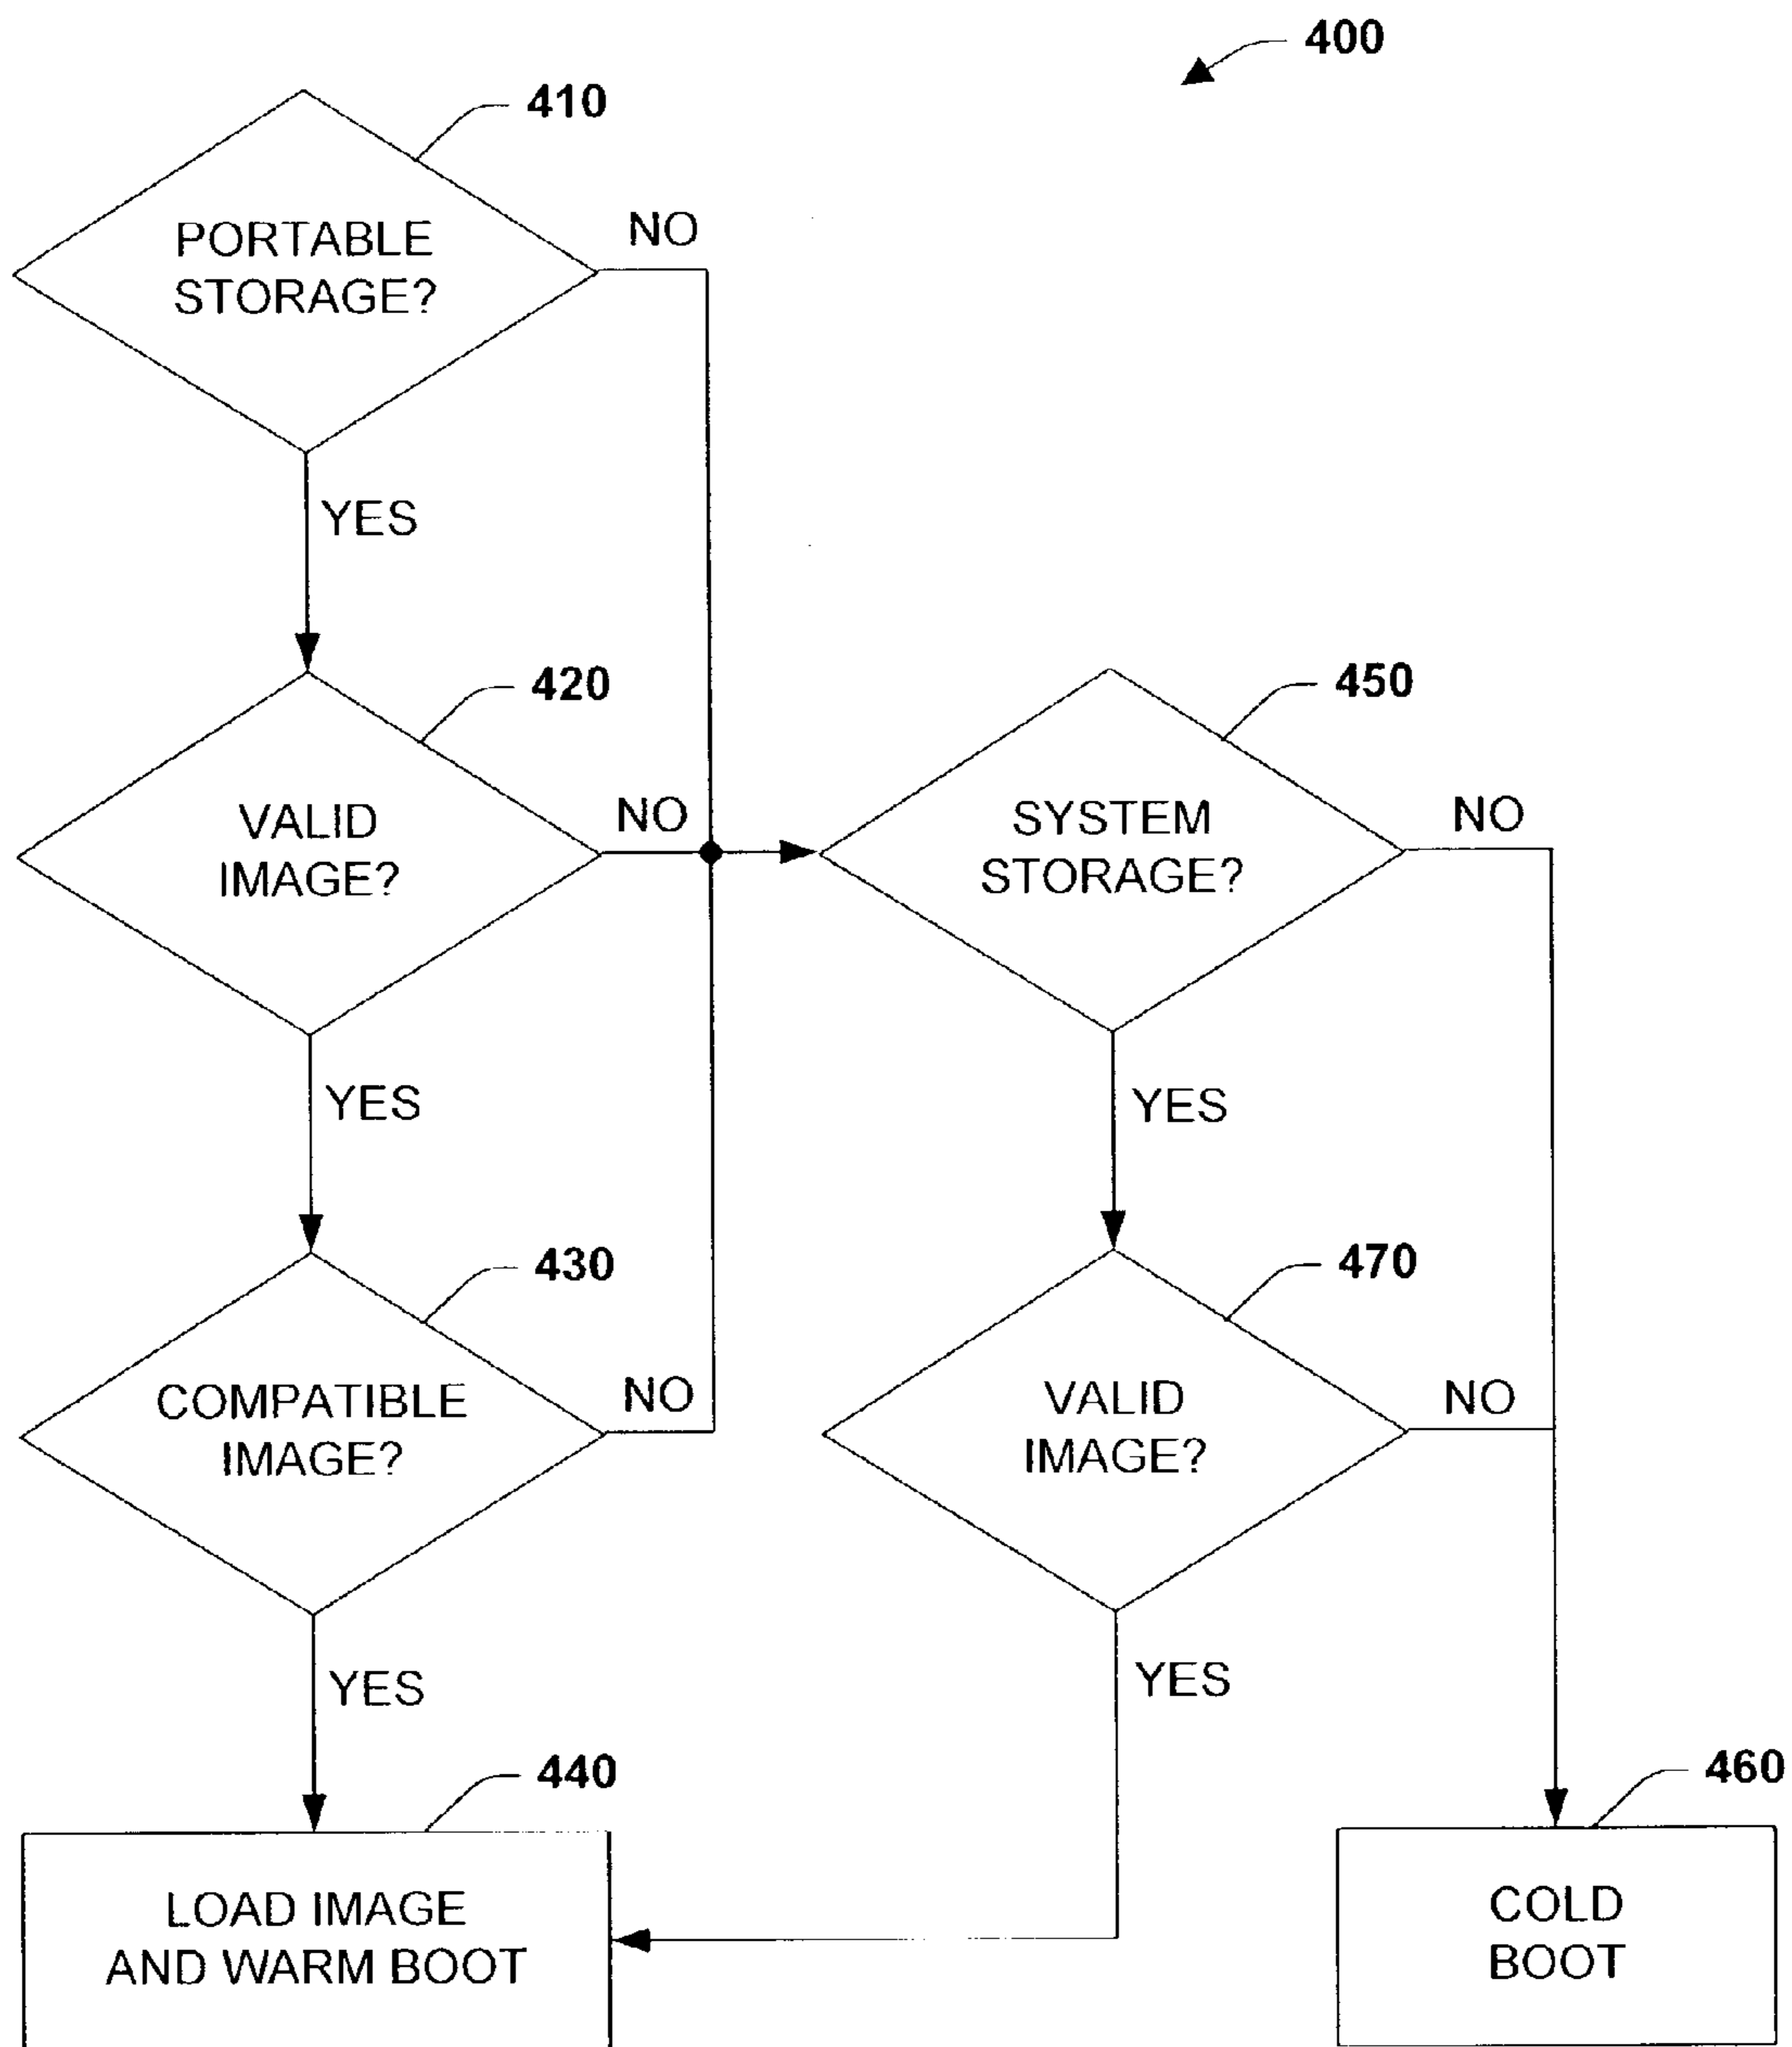 400
410
PORTABLE
STORAGE?
NO
YES
420
VALID
IMAGE?
NO
450
SYSTEM
STORAGE?
NO
YES
YES
430
COMPATIBLE
IMAGE?
NO
470
VALID
IMAGE?
NO
YES
YES
440
LOAD IMAGE
AND WARM BOOT
460
COLD
BOOT